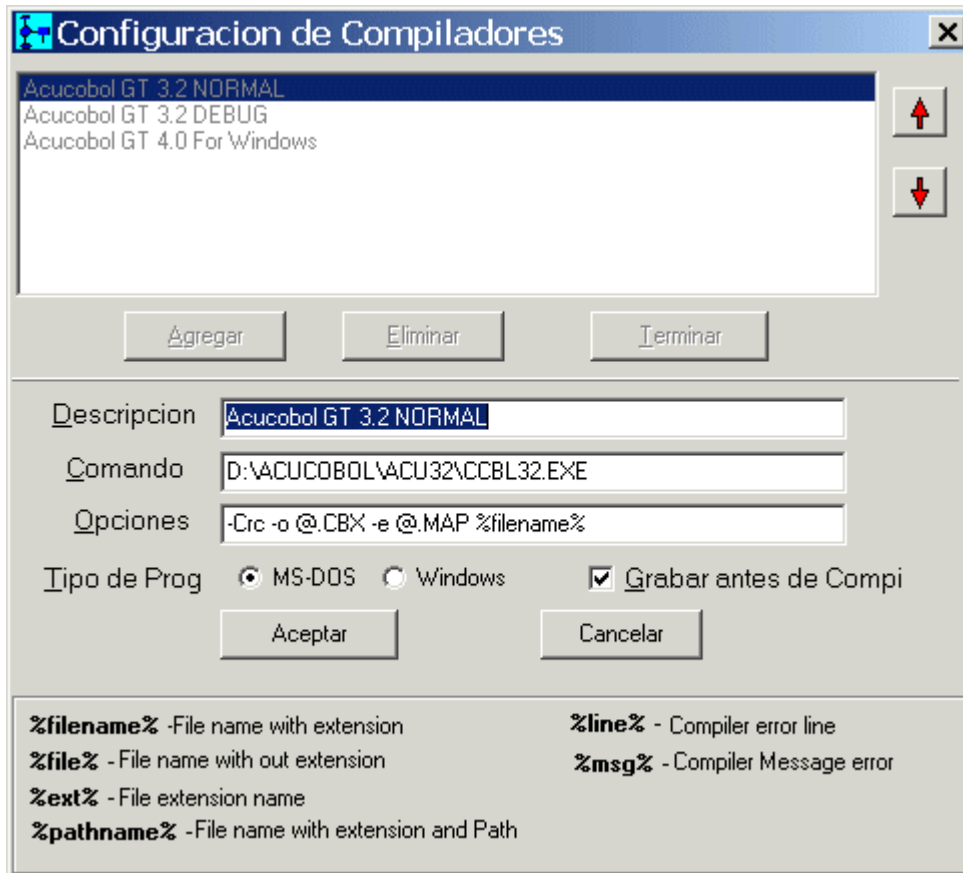 Configuracion de Compiladores
Acucobol GT 3.2 NORMAL
Acucobol GT 3.2 DEBUG
Acucobol GT 4.0 For Windows
Agregar Eliminar Terminar
Descripcion Acucobol GT 3.2 NORMAL
Comando D:\ACUCOBOL\ACU32\CCBL32.EXE
Opciones -Crc -o @.CBX -e @.MAP %filename%
Tipo de Prog MS-DOS Windows Grabar antes de Compi
Aceptar Cancelar
%filename% -File name with extension %line% - Compiler error line
%file% - File name with out extension %msg% - Compiler Message error
%ext% - File extension name
%pathname% -File name with extension and Path